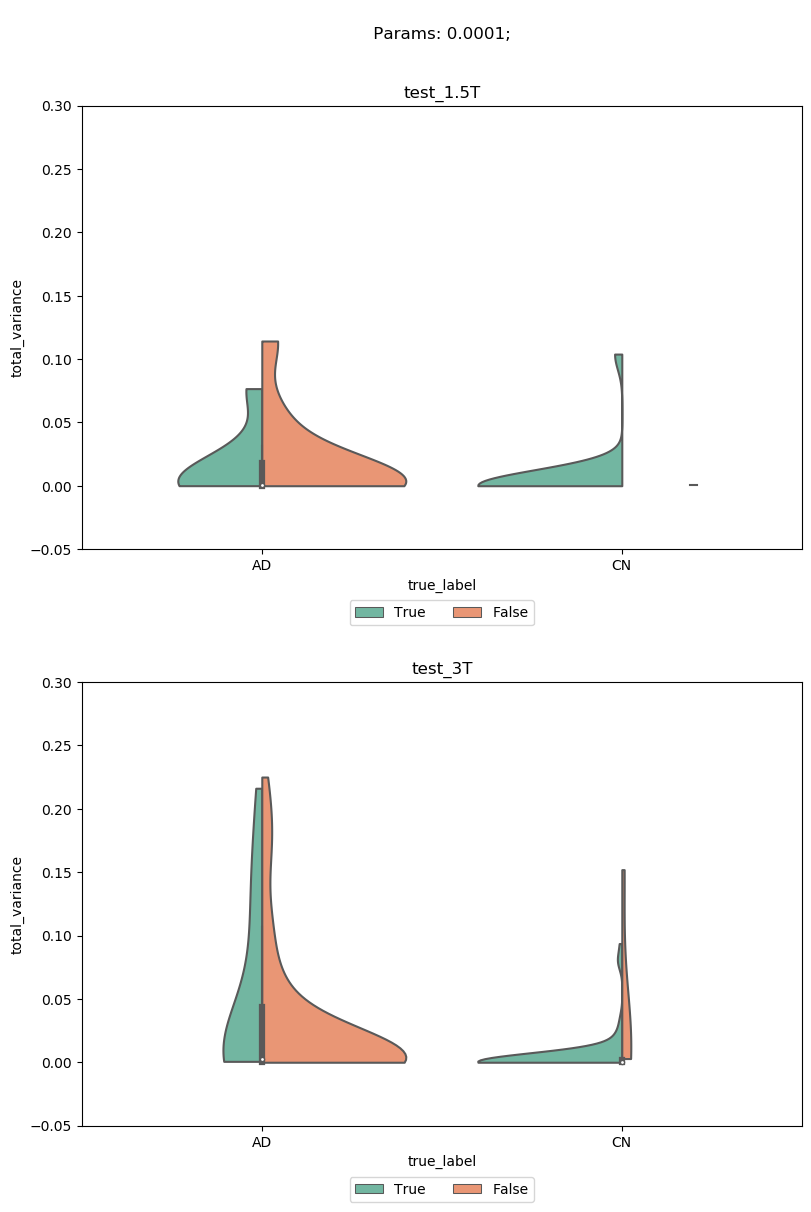 Params: 0.0001;
test_1.5T
0.30
0.25
0.20
0.15
0.10
0.05
0.00
−0.05
total_variance
AD CN
true_label
True False
test_3T
0.30
0.25
0.20
0.15
0.10
0.05
0.00
−0.05
total_variance
AD CN
true_label
True False